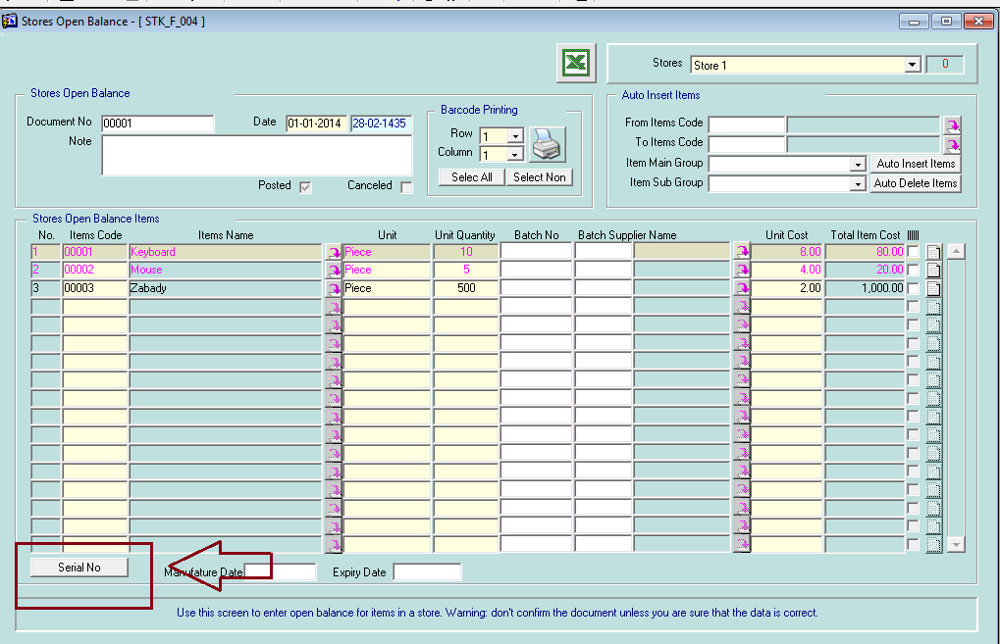 Stores Open Balance - [ STK_F_004 ]
Stores Store 1 0
Stores Open Balance
Document No 00001 Date 01-01-2014 28-02-1435
Note
Posted Canceled
Barcode Printing
Row 1
Column 1
Selec All Select Non
Auto Insert Items
From Items Code
To Items Code
Item Main Group Auto Insert Items
Item Sub Group Auto Delete Items
Stores Open Balance Items
No. Items Code Items Name Unit Unit Quantity Batch No Batch Supplier Name Unit Cost Total Item Cost
1 00001 Keyboard Piece 10 8.00 80.00
2 00002 Mouse Piece 5 4.00 20.00
3 00003 Zabady Piece 500 2.00 1,000.00
Serial No Manufature Date Expiry Date
Use this screen to enter open balance for items in a store. Warning: don't confirm the document unless you are sure that the data is correct.